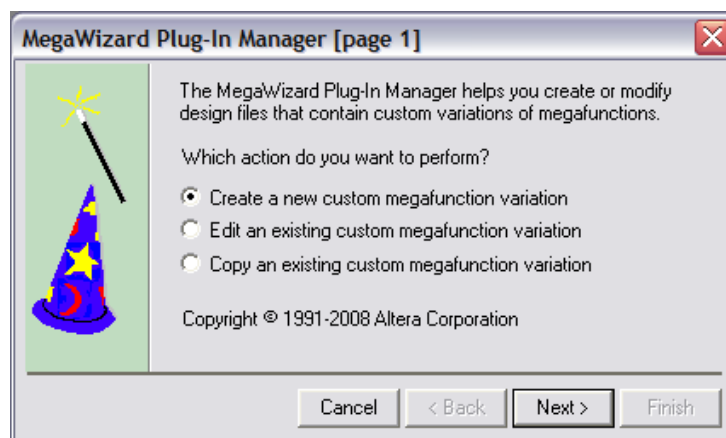 MegaWizard Plug-In Manager [page 1]
The MegaWizard Plug-In Manager helps you create or modify
design files that contain custom variations of megafunctions.
Which action do you want to perform?
Create a new custom megafunction variation
Edit an existing custom megafunction variation
Copy an existing custom megafunction variation
Copyright © 1991-2008 Altera Corporation
Cancel < Back Next > Finish